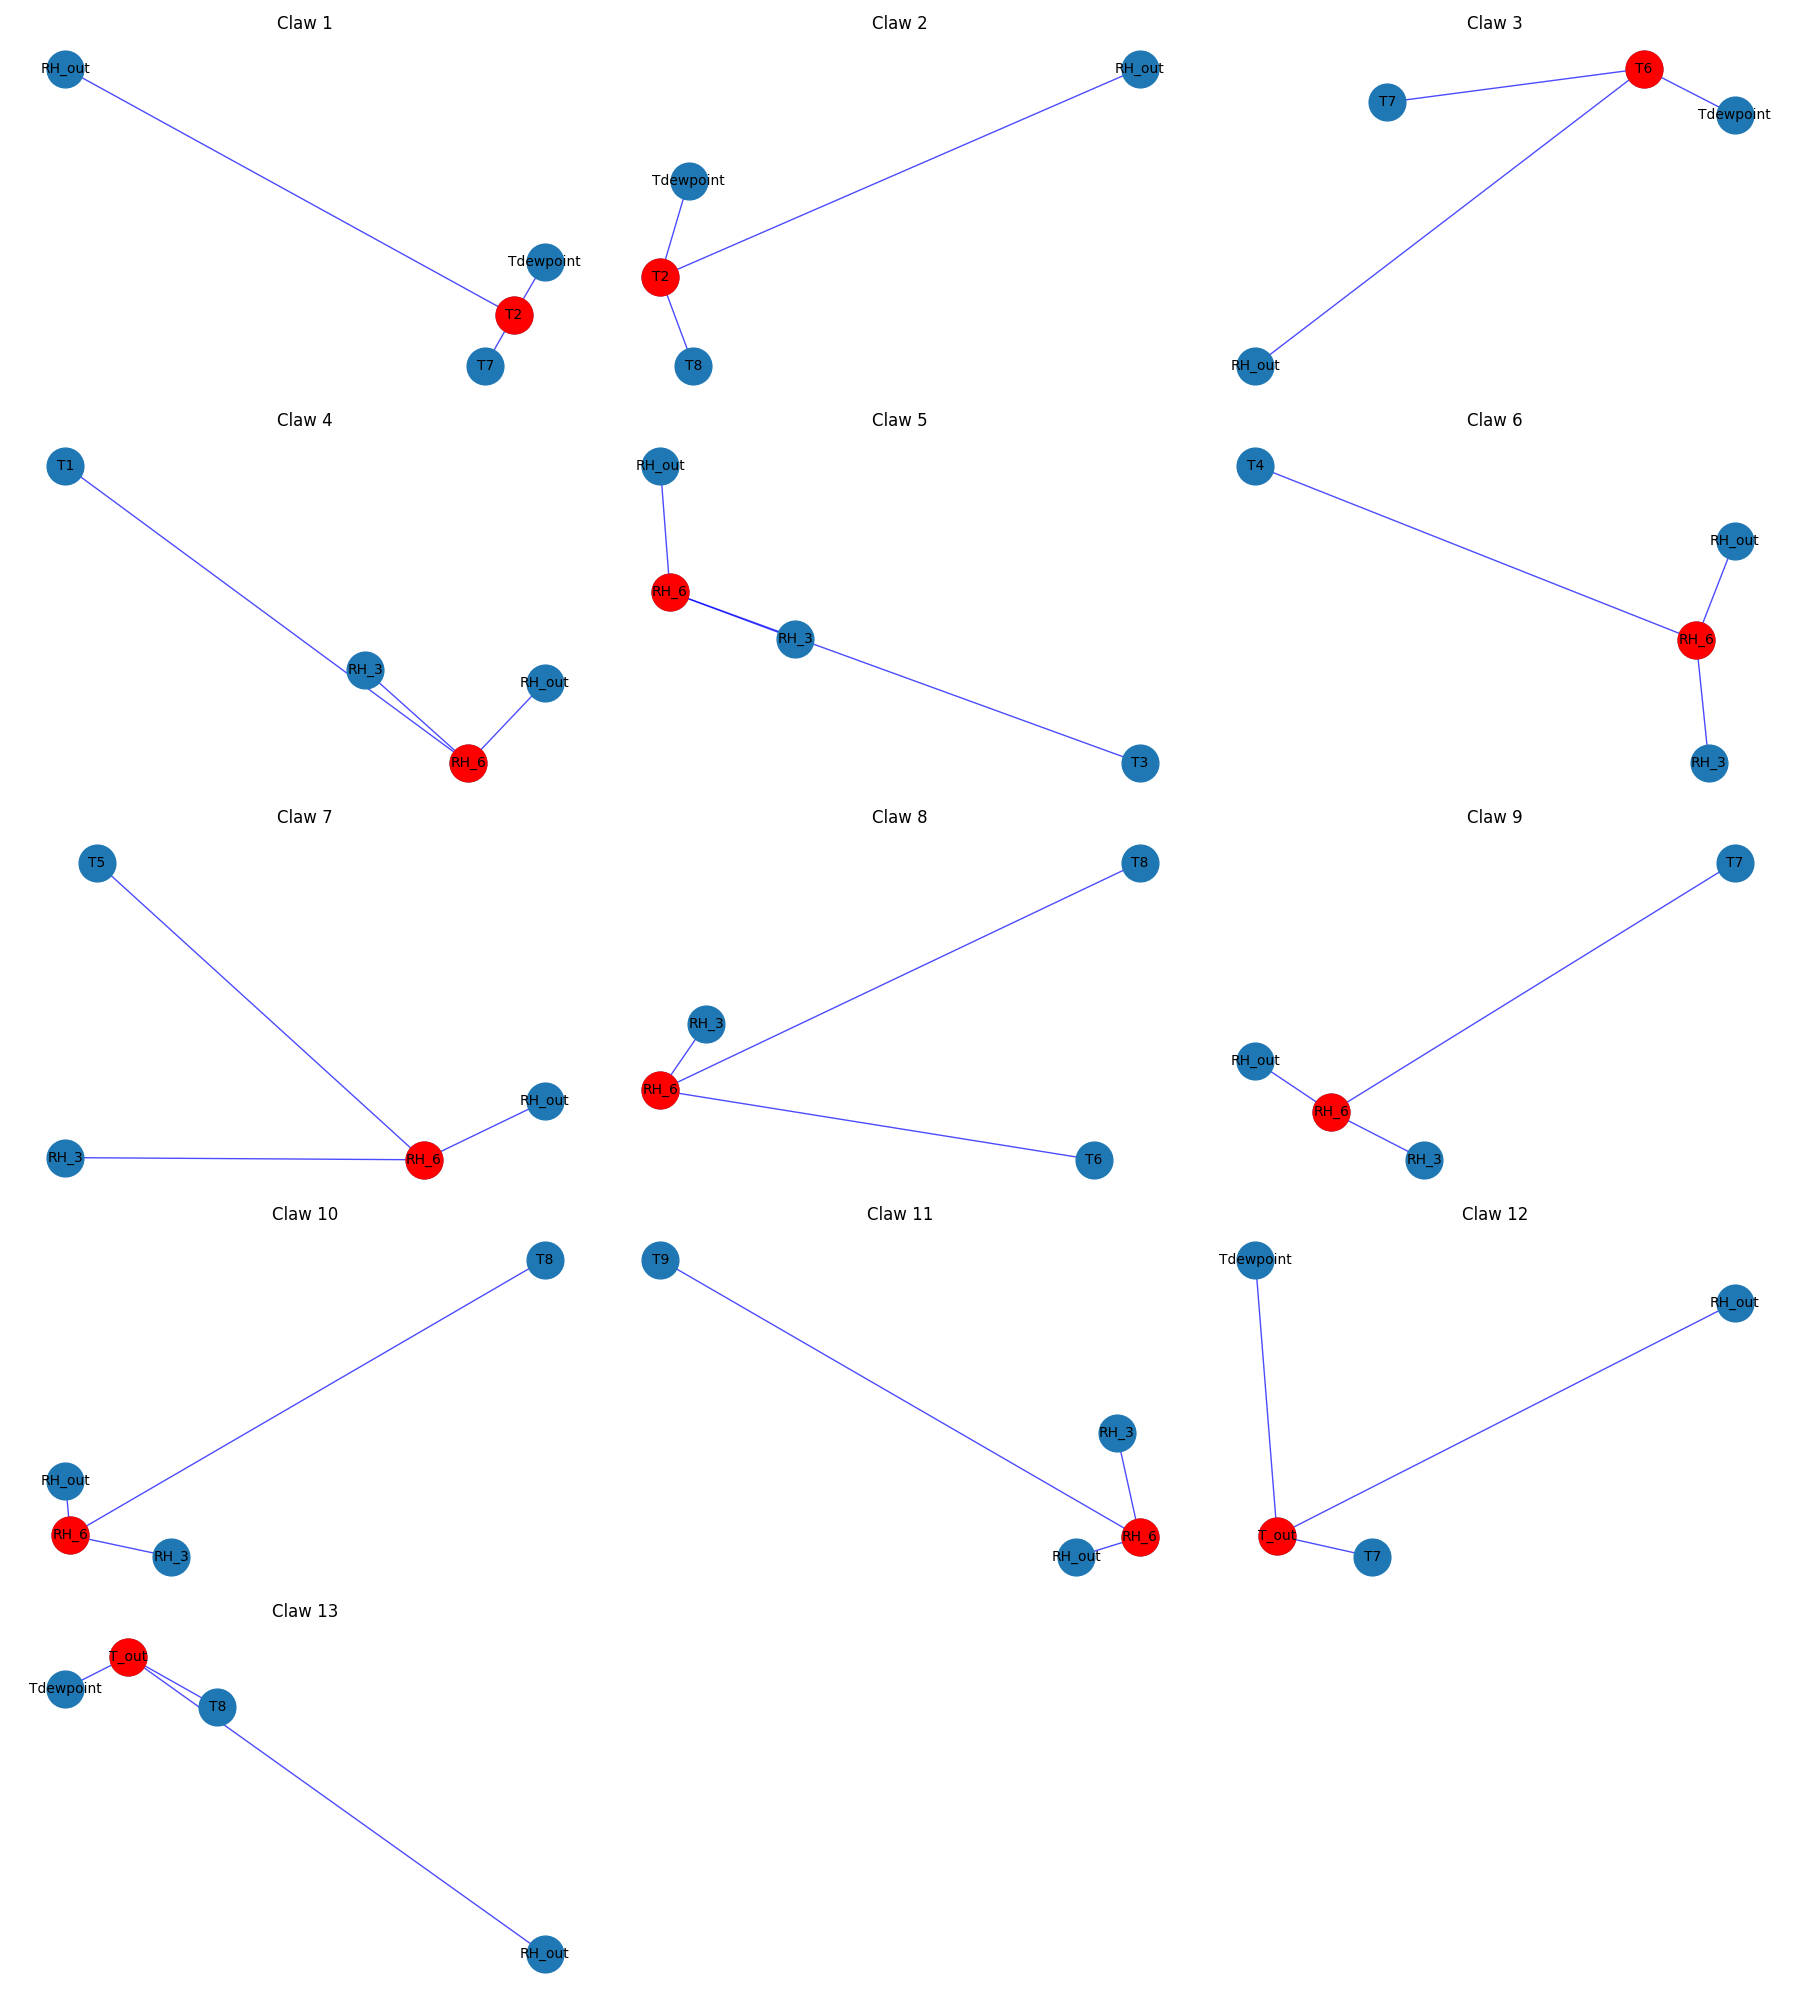 Claw 1
RH_out
Tdewpoint
T2
T7
Claw 2
RH_out
Tdewpoint
T2
T8
Claw 3
T6
T7
Tdewpoint
RH_out
Claw 4
T1
RH_3
RH_out
RH_6
Claw 5
RH_out
RH_6
RH_3
T3
Claw 6
T4
RH_out
RH_6
RH_3
Claw 7
T5
RH_out
RH_3
RH_6
Claw 8
T8
RH_3
RH_6
T6
Claw 9
T7
RH_out
RH_6
RH_3
Claw 10
T8
RH_out
RH_6
RH_3
Claw 11
T9
RH_3
RH_6
RH_out
Claw 12
Tdewpoint
RH_out
T_out
T7
Claw 13
T_out
Tdewpoint
T8
RH_out